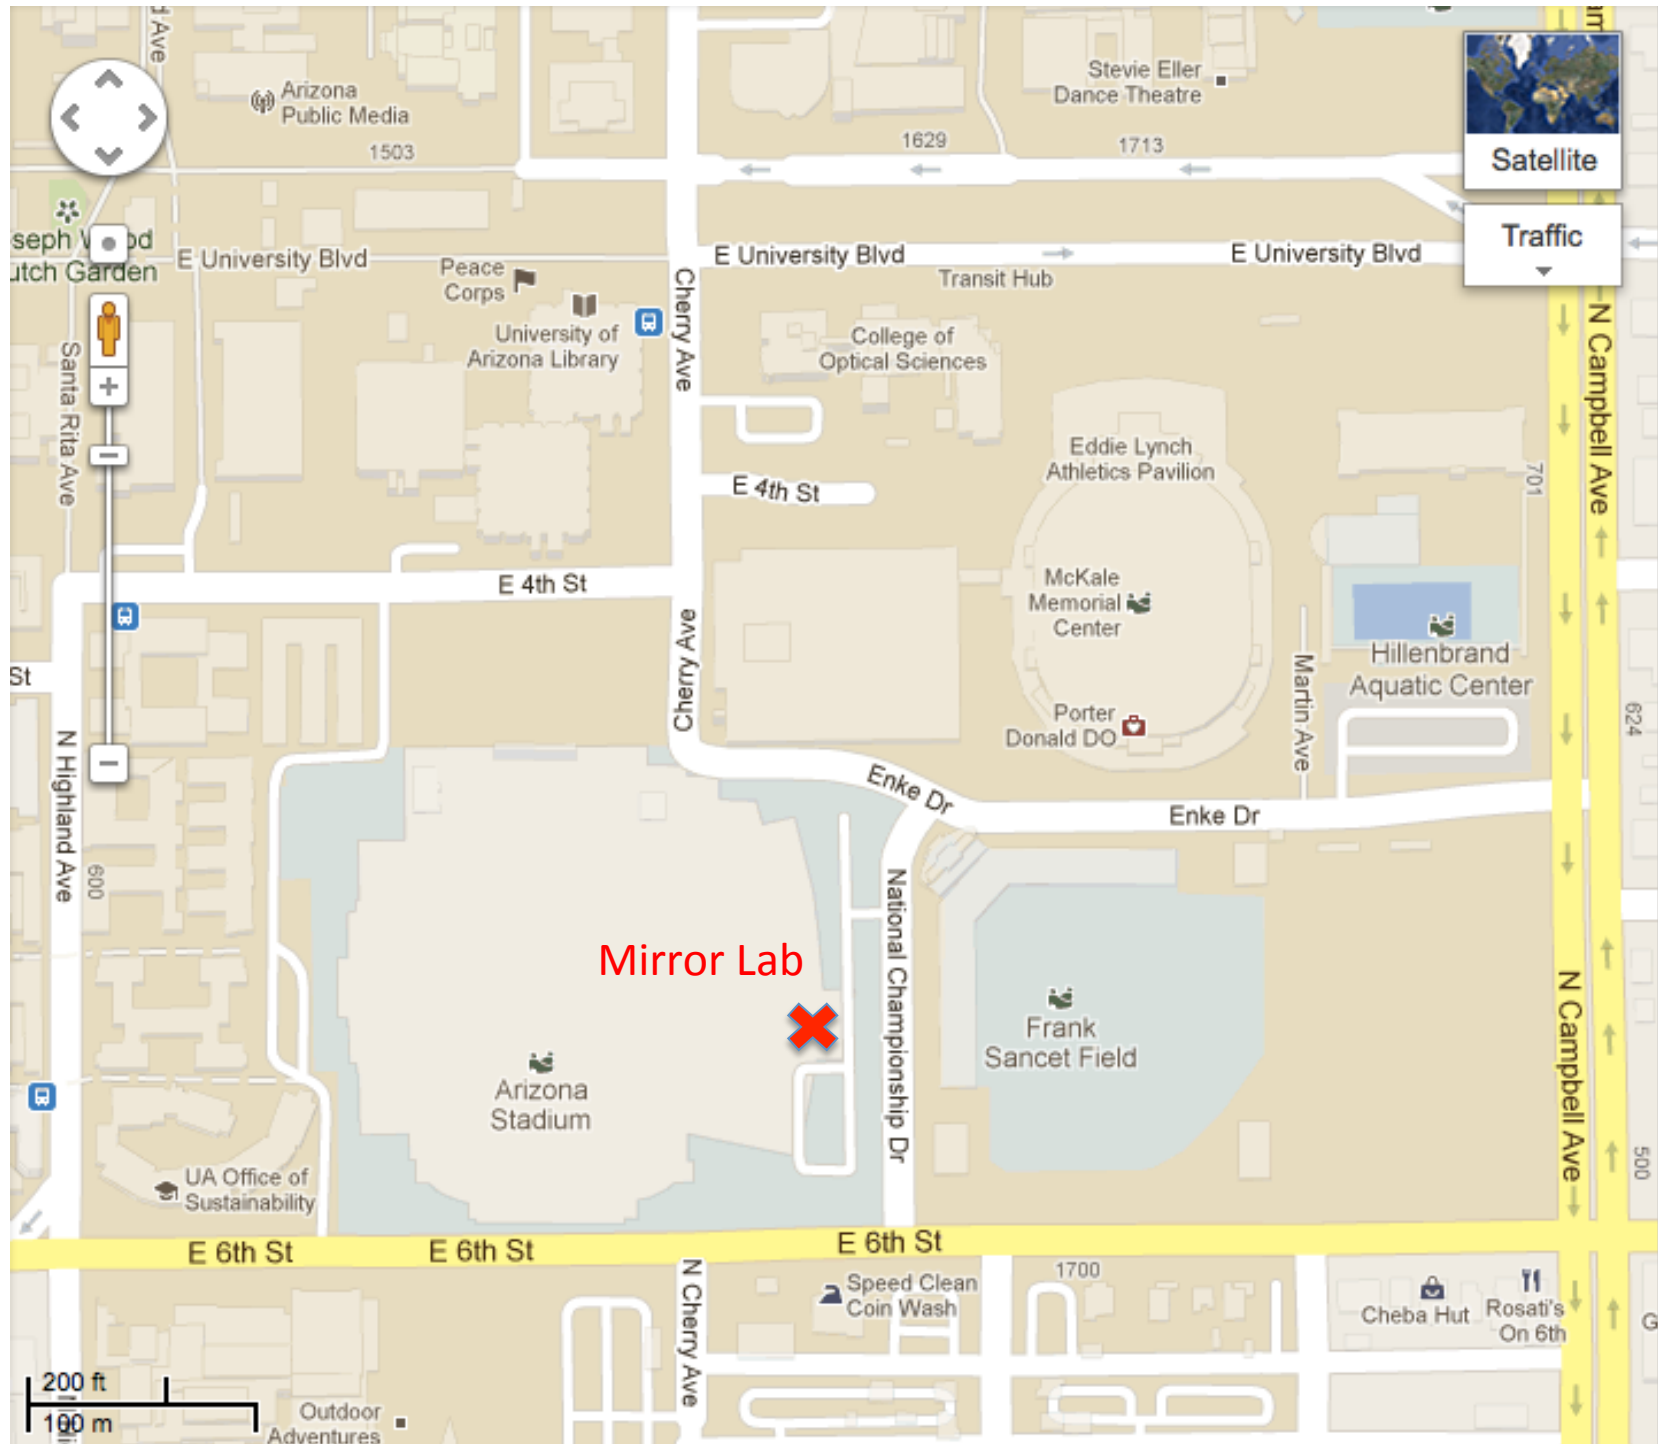 Ave
Arizona
Public Media
1503
Stevie Eller
Dance Theatre
1629
1713
Satellite
Traffic
E University Blvd
E University Blvd
E University Blvd
Transit Hub
Peace
Corps
University of
Arizona Library
Cherry Ave
College of
Optical Sciences
Santa Rita Ave
N Campbell Ave
Eddie Lynch
Athletics Pavilion
701
E 4th St
E 4th St
McKale
Memorial
Center
Cherry Ave
Hillenbrand
Aquatic Center
St
Martin Ave
Porter
Donald DO
624
N Highland Ave
600
Enke Dr
Enke Dr
National Championship Dr
Mirror Lab
Frank
Sancet Field
N Campbell Ave
Arizona
Stadium
UA Office of
Sustainability
500
E 6th St
E 6th St
E 6th St
N Cherry Ave
Speed Clean
Coin Wash
1700
Cheba Hut
Rosati's
On 6th
G
200 ft
100 m
Outdoor
Adventures